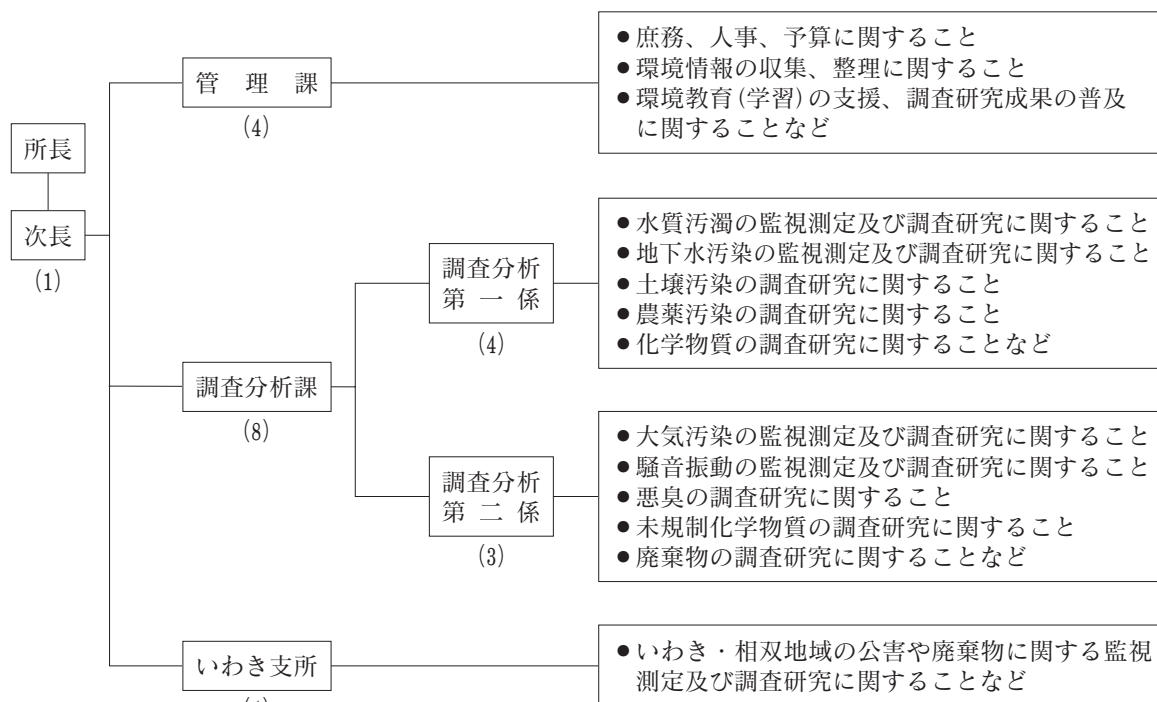 所長
次長
(1)
管理課
(4)
●庶務、人事、予算に関すること
●環境情報の収集、整理に関すること
●環境教育(学習)の支援、調査研究成果の普及
に関することなど
調査分析課
(8)
調査分析
第一係
(4)
●水質汚濁の監視測定及び調査研究に関すること
●地下水汚染の監視測定及び調査研究に関すること
●土壌汚染の調査研究に関すること
●農薬汚染の調査研究に関すること
●化学物質の調査研究に関することなど
調査分析
第二係
(3)
●大気汚染の監視測定及び調査研究に関すること
●騒音振動の監視測定及び調査研究に関すること
●悪臭の調査研究に関すること
●未規制化学物質の調査研究に関すること
●廃棄物の調査研究に関することなど
いわき支所
●いわき・相双地域の公害や廃棄物に関する監視
測定及び調査研究に関することなど